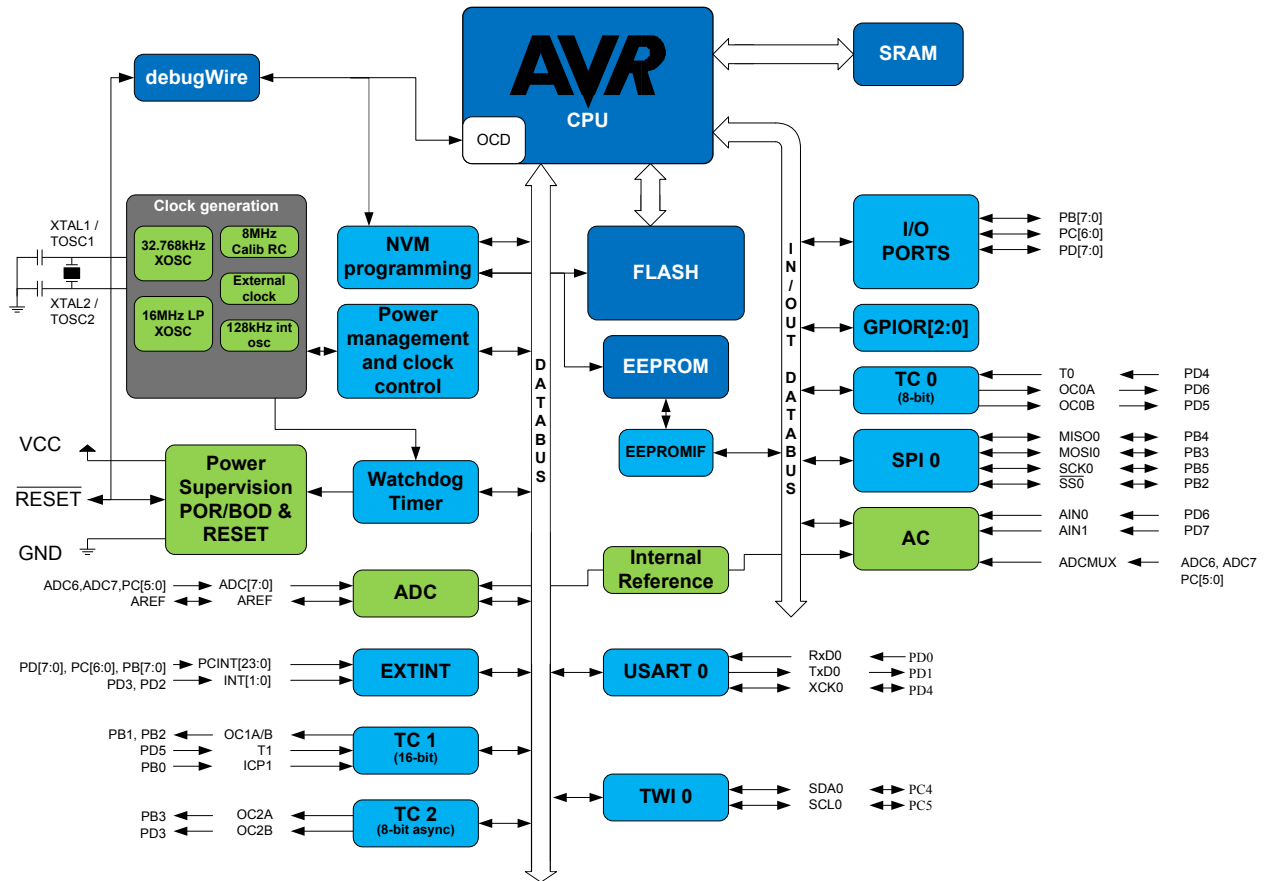 AVR
CPU
OCD
SRAM
debugWire
Clock generation
32.768kHz
XOSC
8MHz
Calib RC
External
clock
16MHz LP
XOSC
128kHz int
osc
XTAL1 /
TOSC1
XTAL2 /
TOSC2
NVM
programming
Power
management
and clock
control
FLASH
EEPROM
EEPROMIF
I/O
PORTS
PB[7:0]
PC[6:0]
PD[7:0]
GPIOR[2:0]
TC 0
(8-bit)
T0 PD4
OC0A PD6
OC0B PD5
SPI 0
MISO0 PB4
MOSI0 PB3
SCK0 PB5
SS0 PB2
AC
AIN0 PD6
AIN1 PD7
ADCMUX ADC6, ADC7
PC[5:0]
IN/OUT DATABUS
DATABUS
VCC
RESET
GND
Power
Supervision
POR/BOD &
RESET
Watchdog
Timer
Internal
Reference
ADC6,ADC7,PC[5:0] ADC[7:0]
AREF AREF
ADC
PD[7:0], PC[6:0], PB[7:0] PCINT[23:0]
PD3, PD2 INT[1:0]
EXTINT
USART 0
RxD0 PD0
TxD0 PD1
XCK0 PD4
PB1, PB2 OC1A/B
PD5 T1
PB0 ICP1
TC 1
(16-bit)
TWI 0
SDA0 PC4
SCL0 PC5
PB3 OC2A
PD3 OC2B
TC 2
(8-bit async)